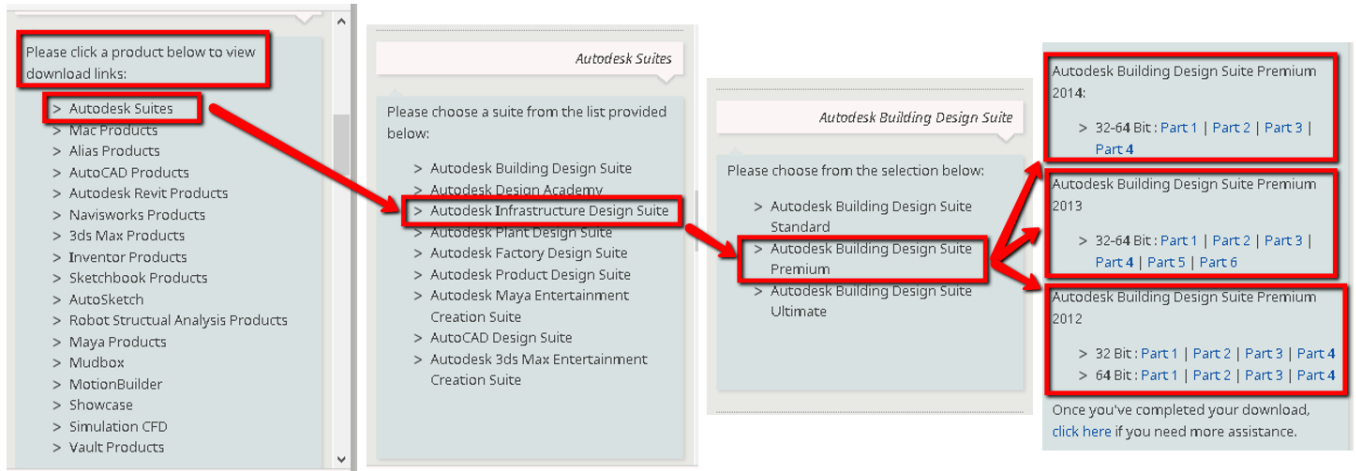 Please click a product below to view
download links:
> Autodesk Suites
> Mac Products
> Alias Products
> AutoCAD Products
> Autodesk Revit Products
> Navisworks Products
> 3ds Max Products
> Inventor Products
> Sketchbook Products
> AutoSketch
> Robot Structual Analysis Products
> Maya Products
> Mudbox
> MotionBuilder
> Showcase
> Simulation CFD
> Vault Products
Autodesk Suites
Please choose a suite from the list provided
below:
> Autodesk Building Design Suite
> Autodesk Design Academy
> Autodesk Infrastructure Design Suite
> Autodesk Plant Design Suite
> Autodesk Factory Design Suite
> Autodesk Product Design Suite
> Autodesk Maya Entertainment
Creation Suite
> AutoCAD Design Suite
> Autodesk 3ds Max Entertainment
Creation Suite
Autodesk Building Design Suite
Please choose from the selection below:
> Autodesk Building Design Suite
Standard
> Autodesk Building Design Suite
Premium
> Autodesk Building Design Suite
Ultimate
Autodesk Building Design Suite Premium
2014:
> 32-64 Bit : Part 1 | Part 2 | Part 3 |
Part 4
Autodesk Building Design Suite Premium
2013
> 32-64 Bit : Part 1 | Part 2 | Part 3 |
Part 4 | Part 5 | Part 6
Autodesk Building Design Suite Premium
2012
> 32 Bit : Part 1 | Part 2 | Part 3 | Part 4
> 64 Bit : Part 1 | Part 2 | Part 3 | Part 4
Once you've completed your download,
click here if you need more assistance.